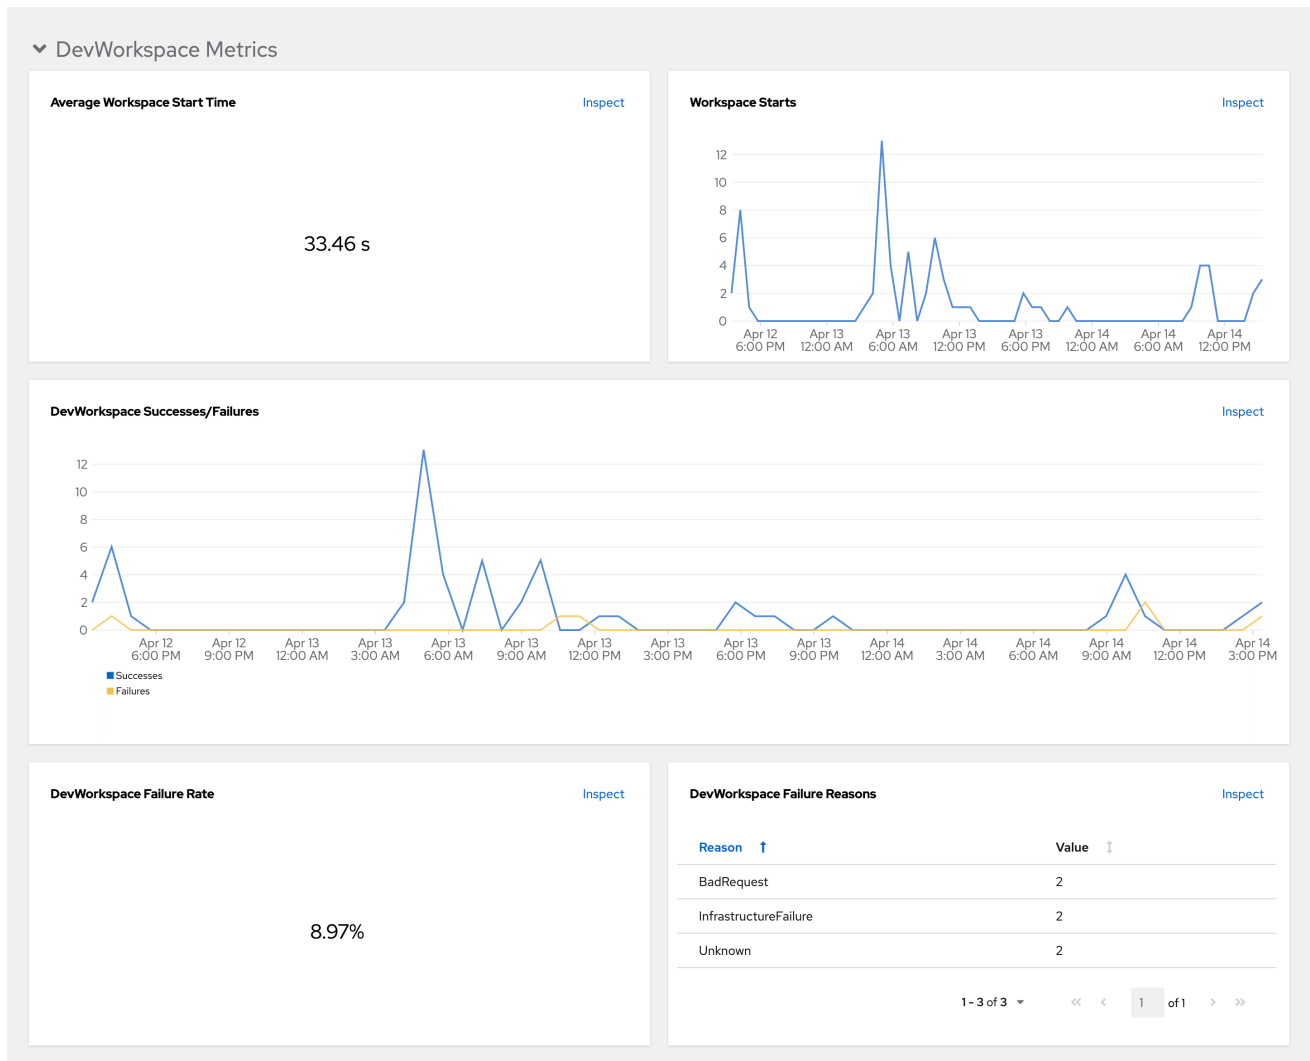 DevWorkspace Metrics
Average Workspace Start Time
Inspect
33.46 s
Workspace Starts
Inspect
12
10
8
6
4
2
0
Apr 12 Apr 13 Apr 13 Apr 13 Apr 13 Apr 14 Apr 14 Apr 14
6:00 PM 12:00 AM 6:00 AM 12:00 PM 6:00 PM 12:00 AM 6:00 AM 12:00 PM
DevWorkspace Successes/Failures
Inspect
12
10
8
6
4
2
0
Apr 12 Apr 12 Apr 13 Apr 13 Apr 13 Apr 13 Apr 13 Apr 13 Apr 13 Apr 13 Apr 14 Apr 14 Apr 14 Apr 14 Apr 14 Apr 14
6:00 PM 9:00 PM 12:00 AM 3:00 AM 6:00 AM 9:00 AM 12:00 PM 3:00 PM 6:00 PM 9:00 PM 12:00 AM 3:00 AM 6:00 AM 9:00 AM 12:00 PM 3:00 PM
Successes
Failures
DevWorkspace Failure Rate
Inspect
8.97%
DevWorkspace Failure Reasons
Inspect
Reason Value
BadRequest 2
InfrastructureFailure 2
Unknown 2
1 - 3 of 3 1 of 1